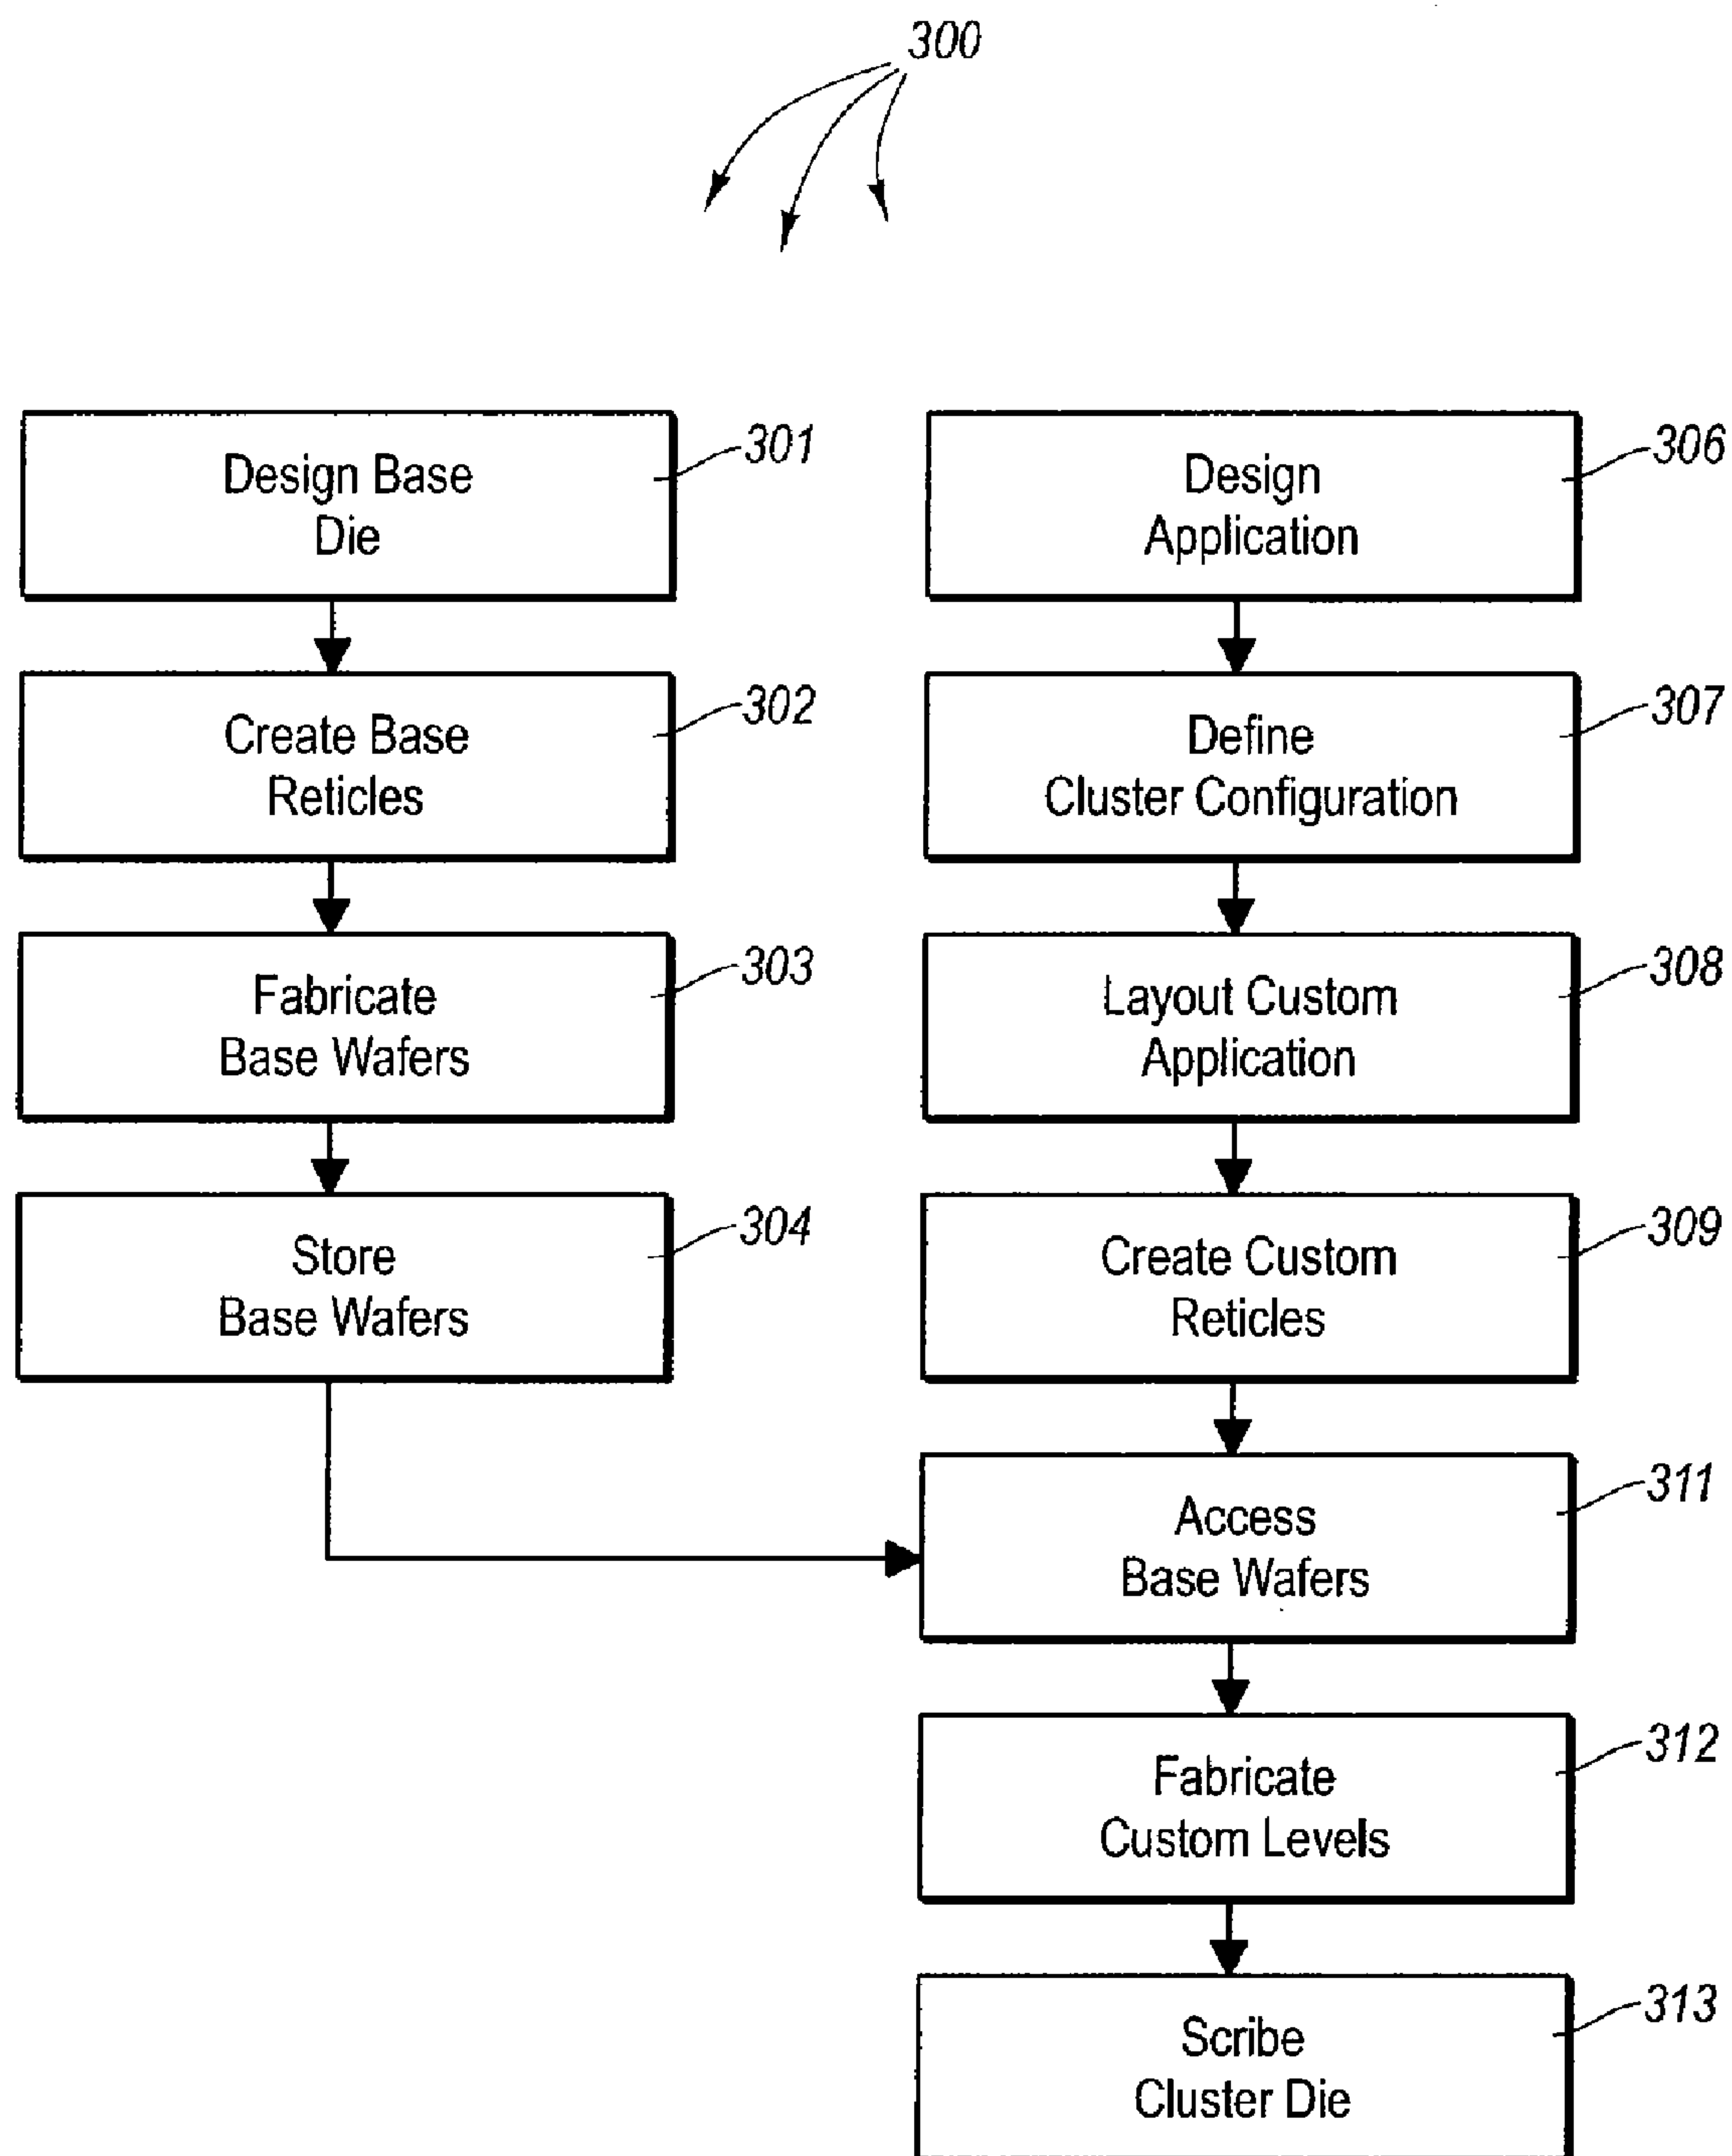 300
Design Base
Die
301
Create Base
Reticles
302
Fabricate
Base Wafers
303
Store
Base Wafers
304
Design
Application
306
Define
Cluster Configuration
307
Layout Custom
Application
308
Create Custom
Reticles
309
Access
Base Wafers
311
Fabricate
Custom Levels
312
Scribe
Cluster Die
313